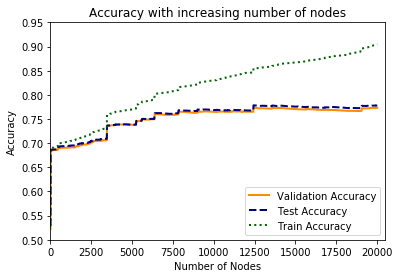 Accuracy with increasing number of nodes
0.95
0.90
0.85
0.80
0.75
0.70
0.65
0.60
0.55
0.50
Accuracy
Validation Accuracy
Test Accuracy
Train Accuracy
0 2500 5000 7500 10000 12500 15000 17500 20000
Number of Nodes